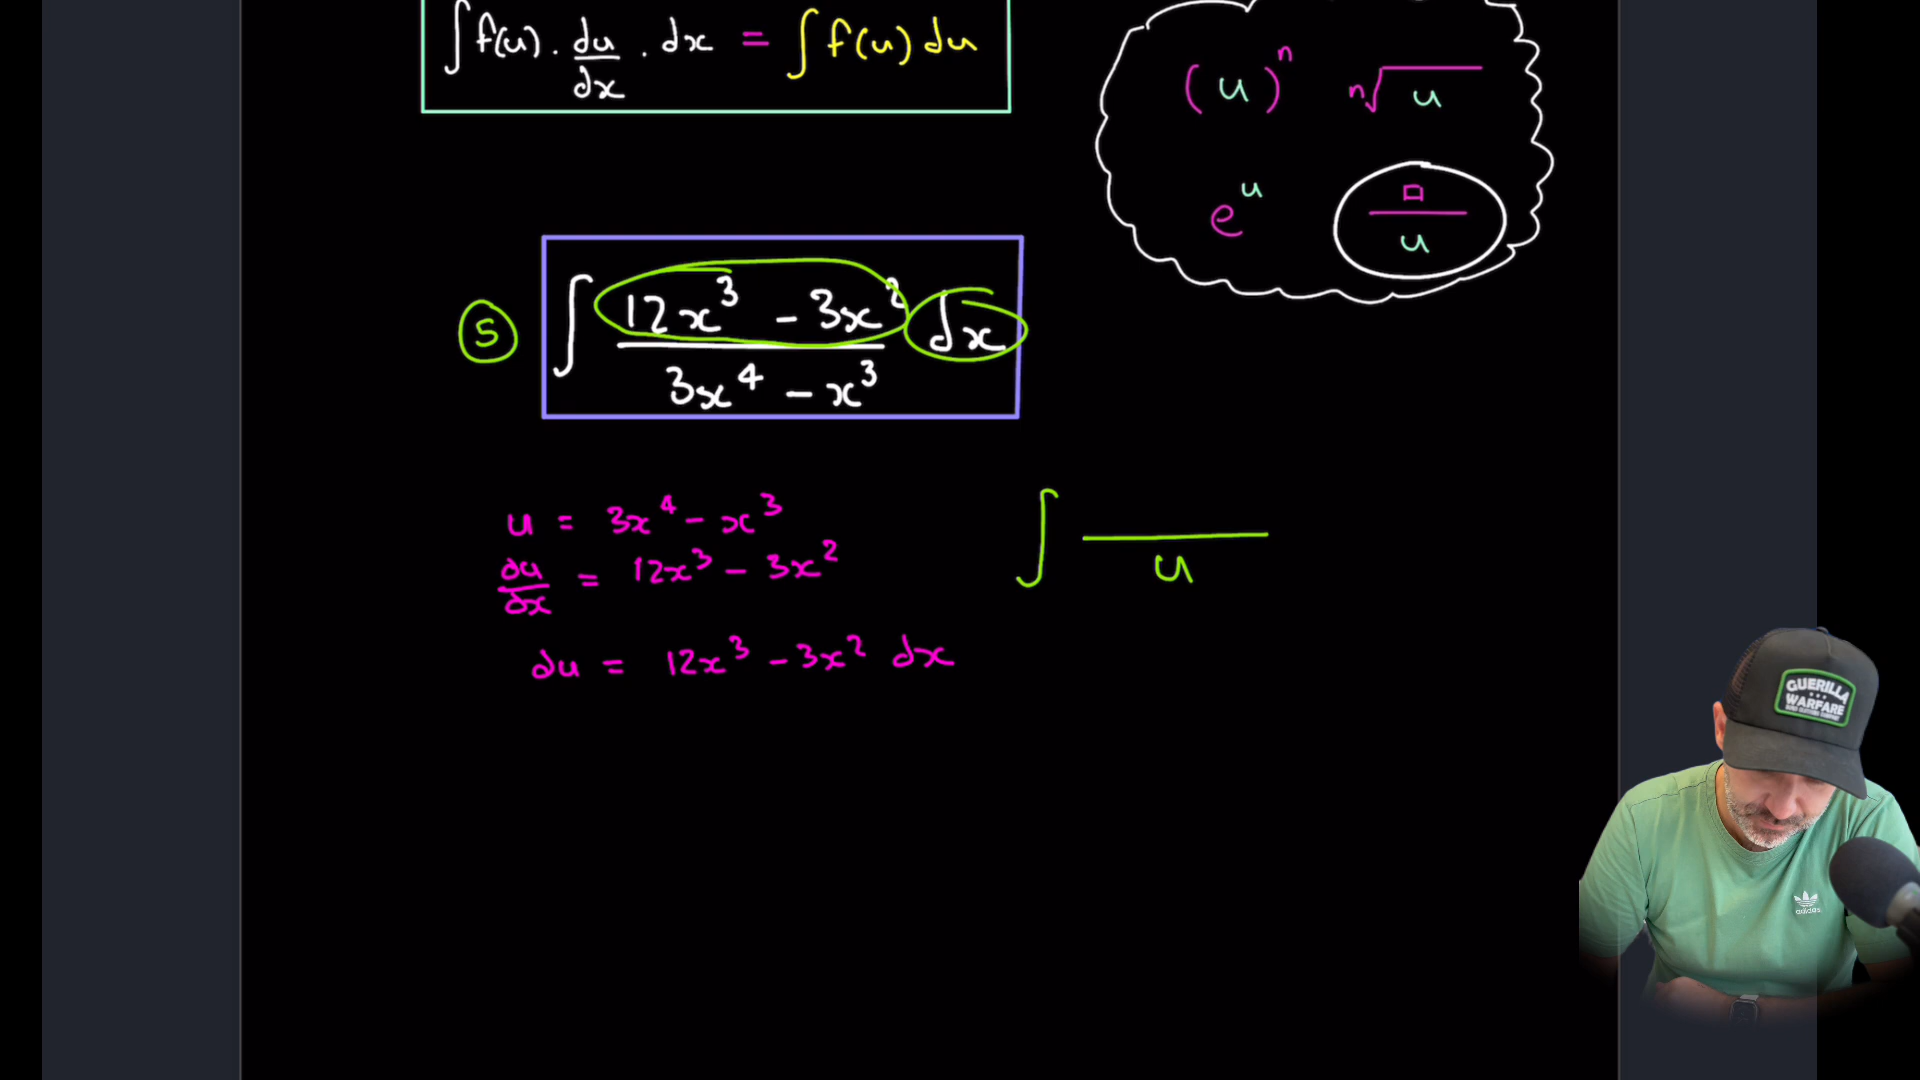 ∫ f(u) . du/dx . dx = ∫ f(u) du
(u)ⁿ ⁿ√u
eᵘ □/u
5 ∫ (12x³ - 3x²)/(3x⁴ - x³) dx
u = 3x⁴ - x³
du/dx = 12x³ - 3x²
du = 12x³ - 3x² dx
∫ /u
GUERILLA
WARFARE
adidas